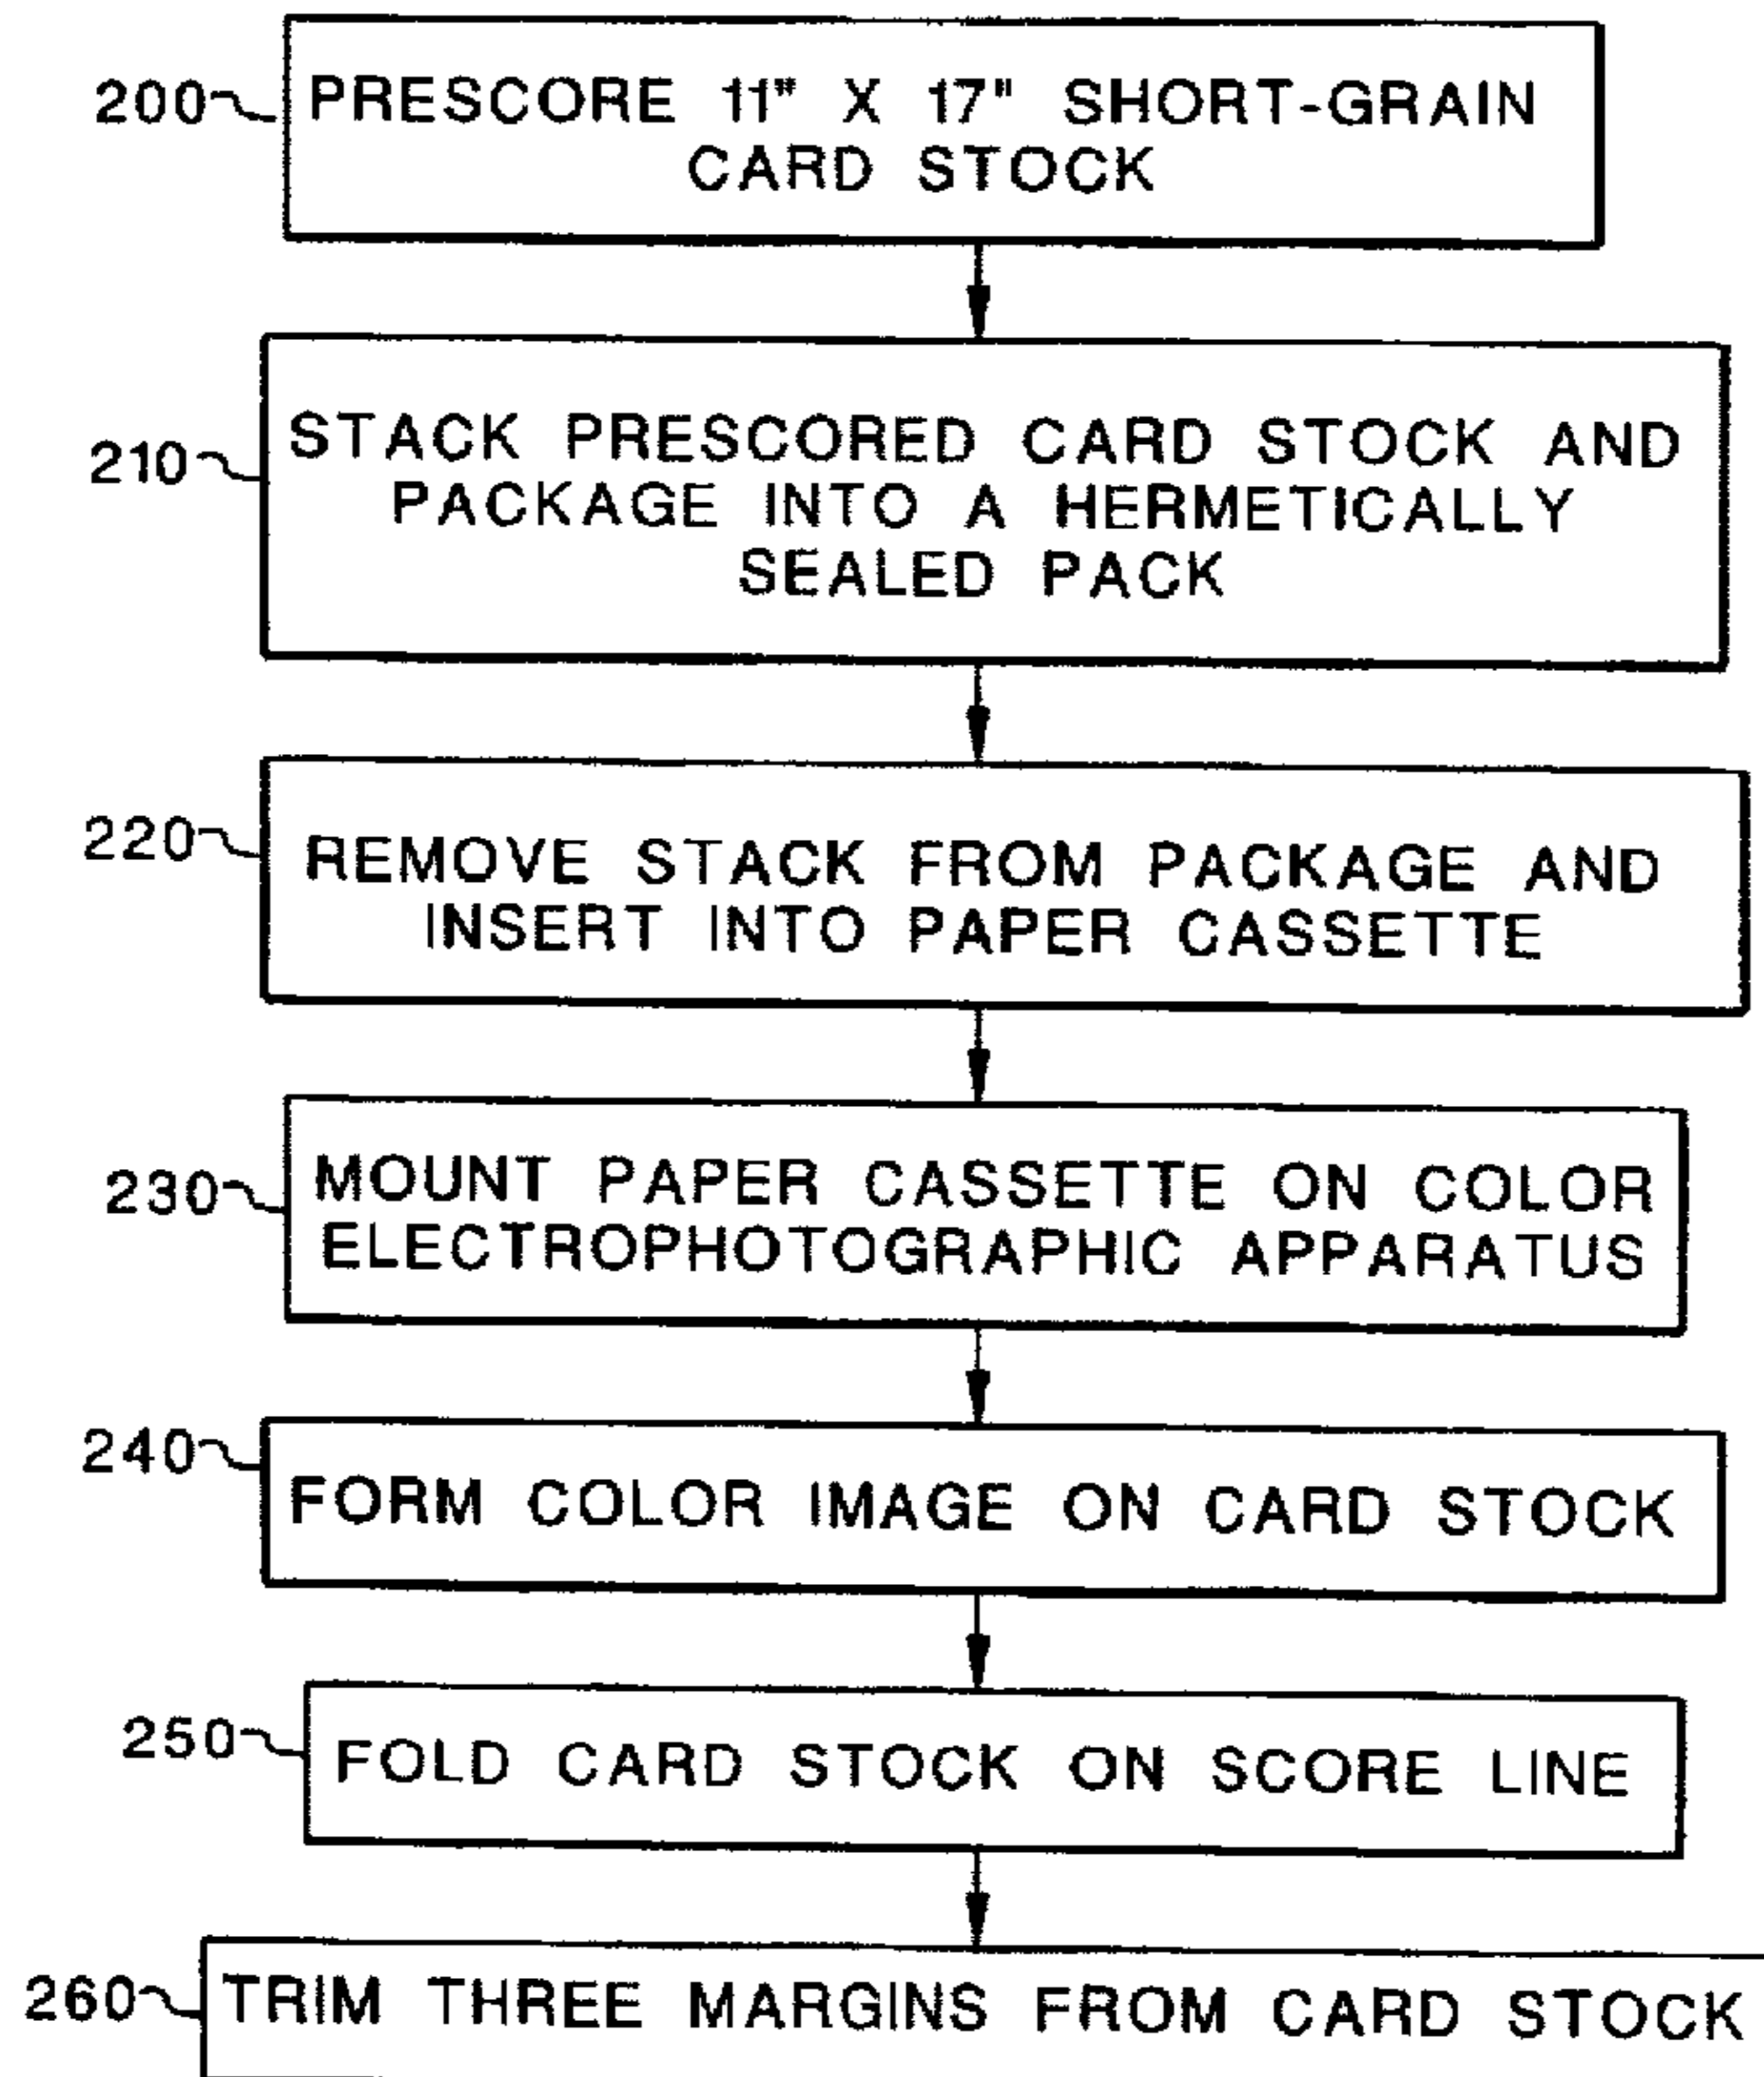 200 PRESCORE 11" X 17" SHORT-GRAIN
CARD STOCK
210 STACK PRESCORED CARD STOCK AND
PACKAGE INTO A HERMETICALLY
SEALED PACK
220 REMOVE STACK FROM PACKAGE AND
INSERT INTO PAPER CASSETTE
230 MOUNT PAPER CASSETTE ON COLOR
ELECTROPHOTOGRAPHIC APPARATUS
240 FORM COLOR IMAGE ON CARD STOCK
250 FOLD CARD STOCK ON SCORE LINE
260 TRIM THREE MARGINS FROM CARD STOCK